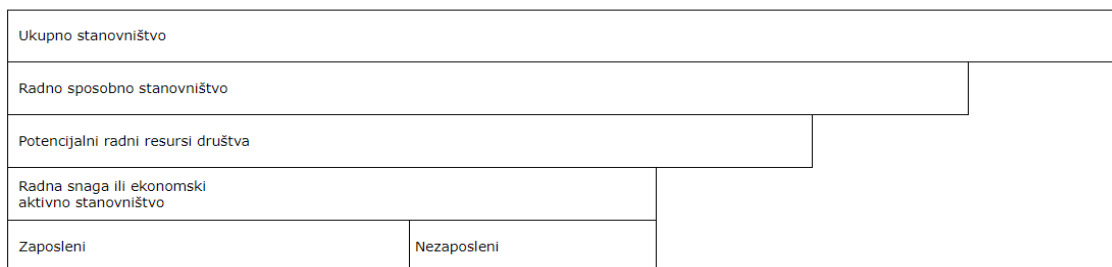 Ukupno stanovništvo
Radno sposobno stanovništvo
Potencijalni radni resursi društva
Radna snaga ili ekonomski
aktivno stanovništvo
Zaposleni
Nezaposleni